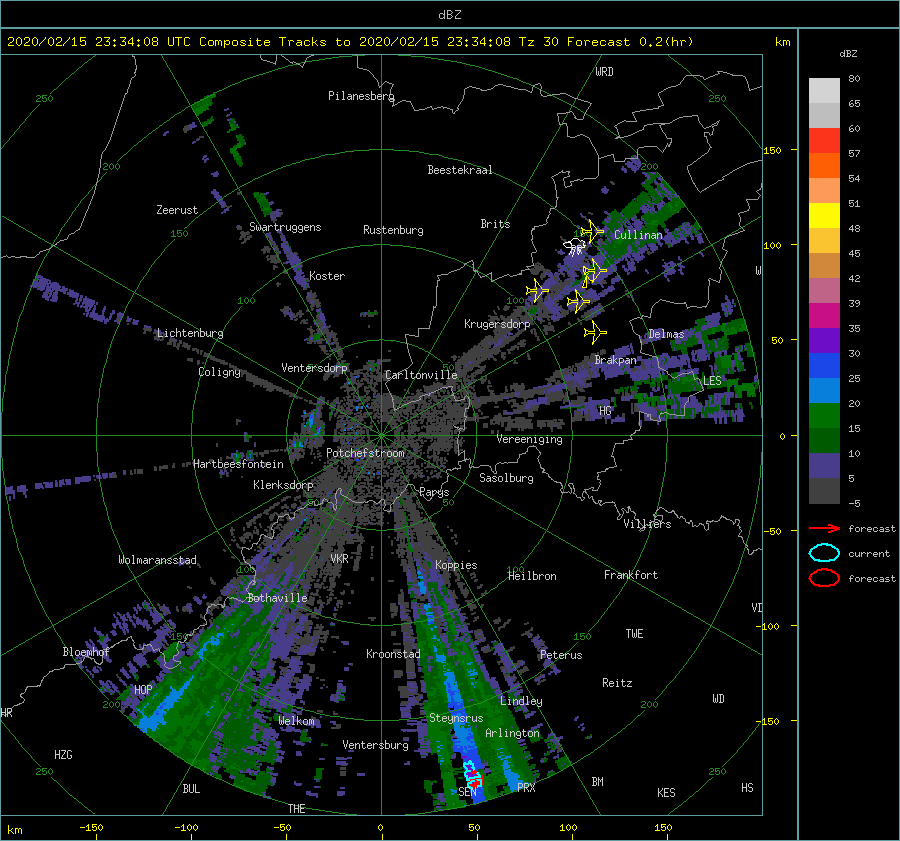 dBZ
2020/02/15 23:34:08 UTC Composite Tracks to 2020/02/15 23:34:08 Tz 30 Forecast 0.2(hr)
km
dBZ
80
65
60
57
54
51
48
45
42
39
35
30
25
20
15
10
5
-5
forecast
current
forecast
150
100
50
0
-50
-100
-150
km
-150
-100
-50
0
50
100
150
250
200
150
100
50
250
200
100
50
50
100
150
200
250
50
100
150
200
250
WRD
Pilanesberg
Beestekraal
Zeerust
Swartruggens
Rustenburg
Brits
Cullinan
Koster
W
Krugersdorp
Lichtenburg
Delmas
Brakpan
Coligny
Ventersdorp
Carltonville
LES
HG
Vereeniging
Potchefstroom
Hartbeesfontein
Sasolburg
Klerksdorp
Parys
Villiers
VKR
Wolmaransstad
Koppies
Heilbron
Frankfort
Bothaville
VI
TWE
Bloemhof
Kroonstad
Peterus
Reitz
HOP
WD
Lindley
HR
Welkom
Steynsrus
Arlington
Ventersburg
HZG
BUL
SEN
PRX
BM
KES
HS
THE